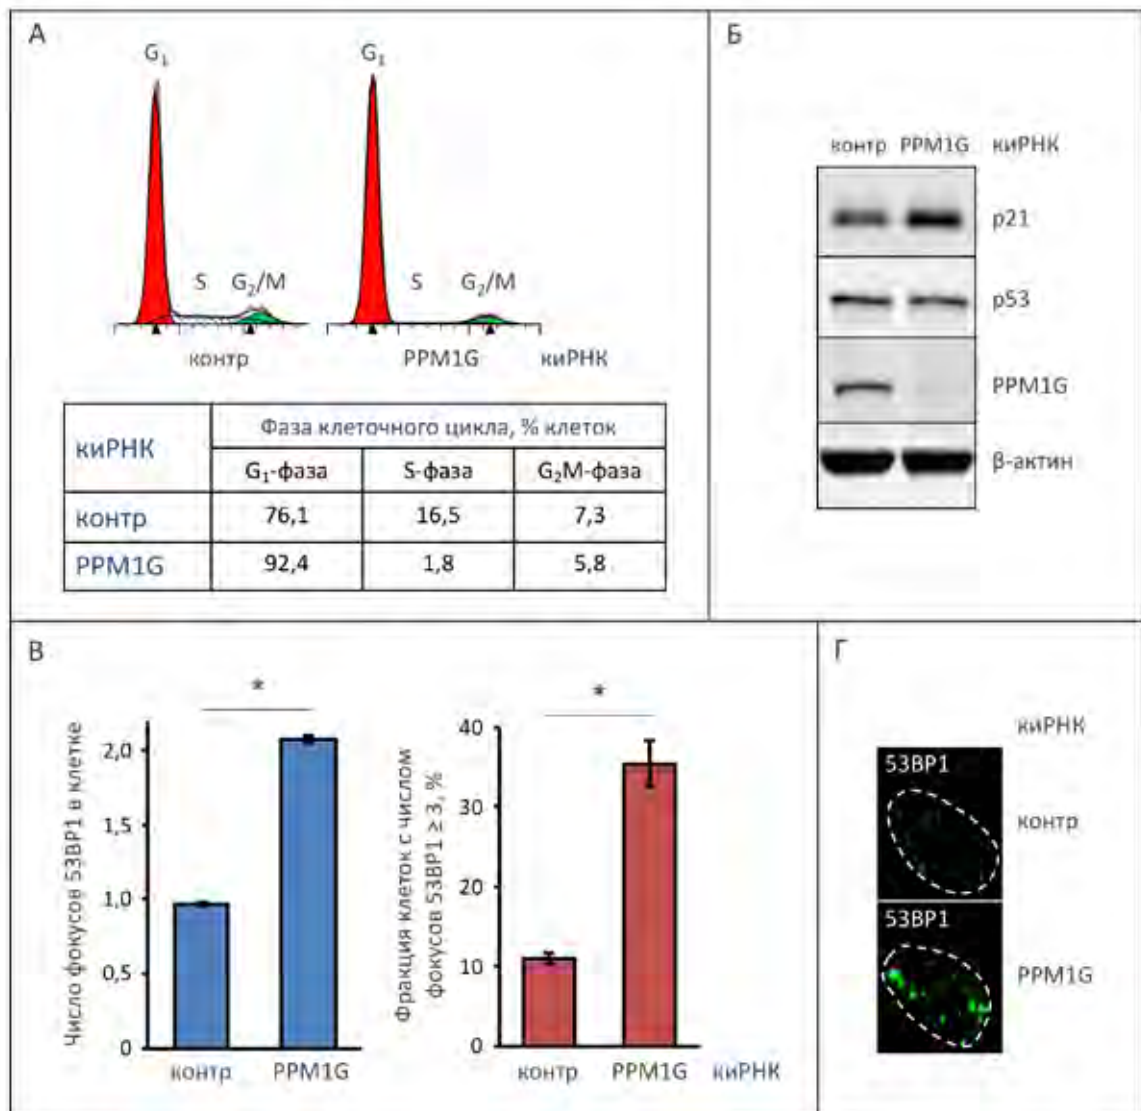 А
G₁
G₁
S G₂/M
S G₂/M
контр
PPM1G
киРНК
киРНК
Фаза клеточного цикла, % клеток
G₁-фаза
S-фаза
G₂M-фаза
контр
76,1
16,5
7,3
PPM1G
92,4
1,8
5,8
Б
контр PPM1G киРНК
p21
p53
PPM1G
β-актин
В
Число фокусов 53BP1 в клетке
*
2,0
1,5
1,0
0,5
0
контр
PPM1G
Фракция клеток с числом
фокусов 53BP1 ≥ 3, %
*
40
30
20
10
0
контр
PPM1G
киРНК
Г
киРНК
53BP1
контр
53BP1
PPM1G